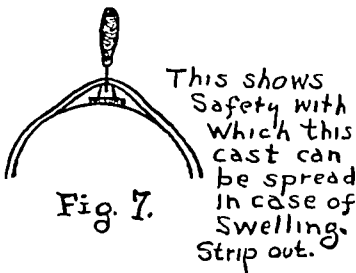 This shows
Safety with
Which this
cast can
be spread
in case of
Swelling.
Strip out.
Fig. 7.